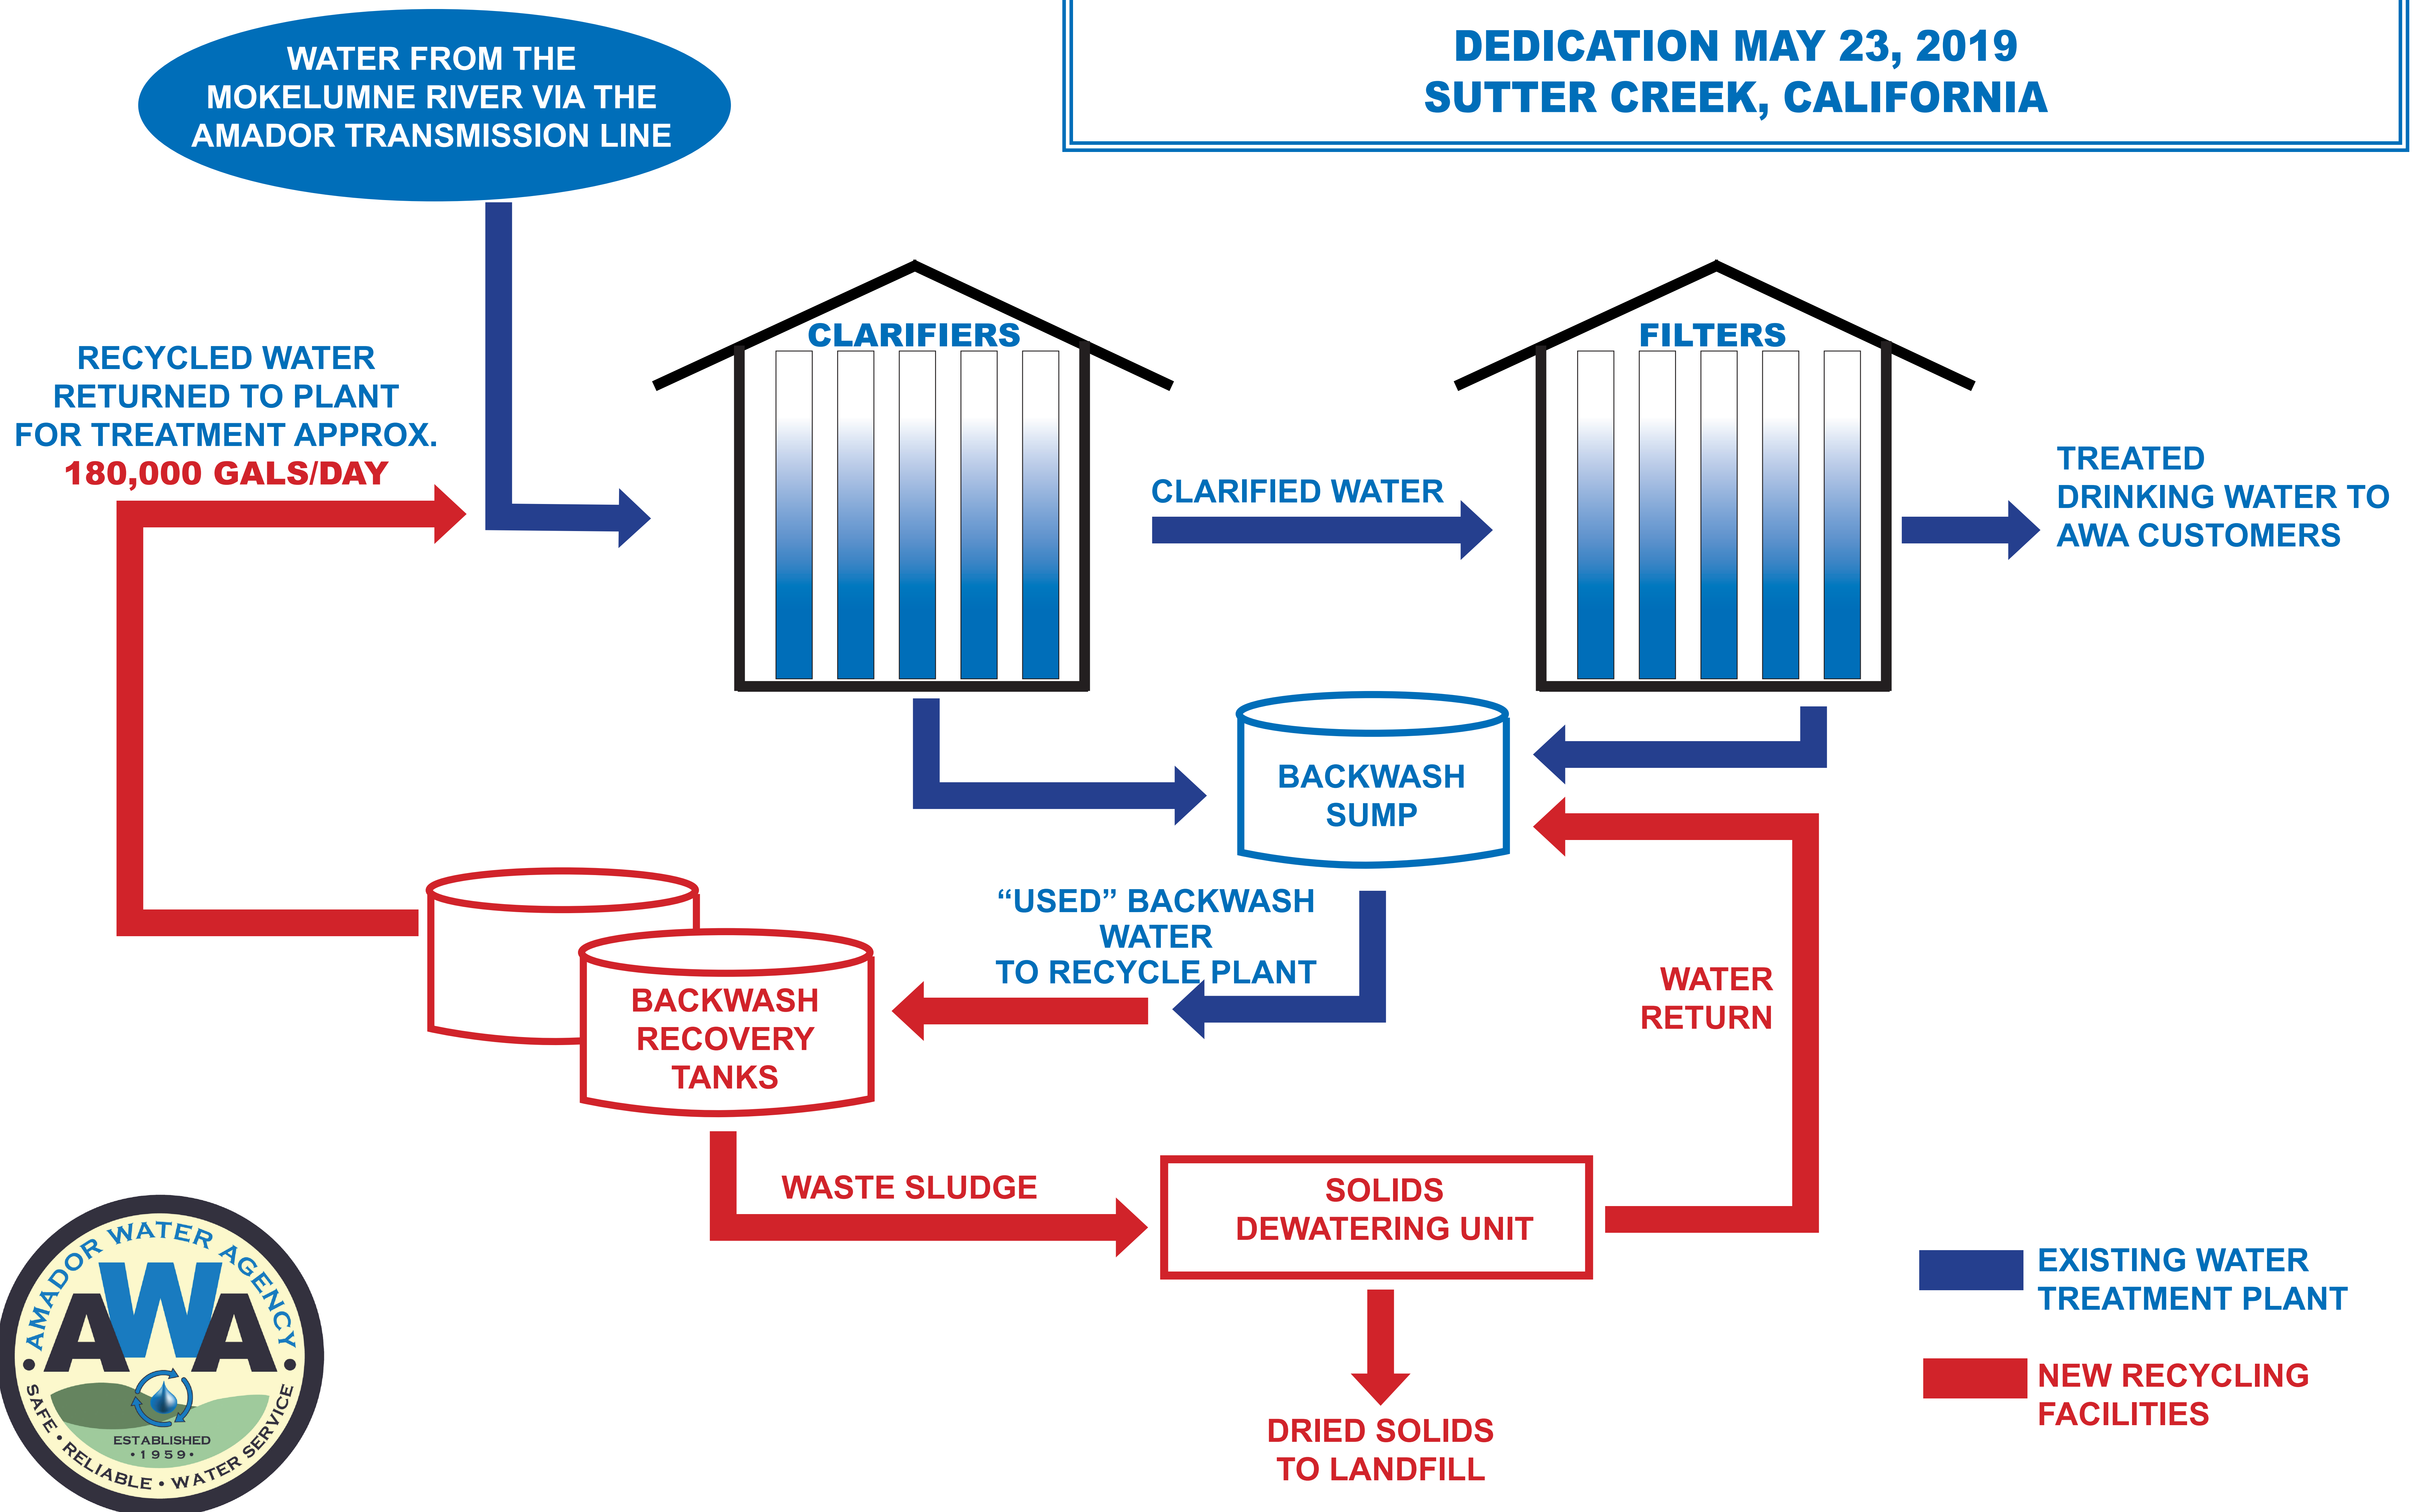 DEDICATION MAY 23, 2019
SUTTER CREEK, CALIFORNIA
WATER FROM THE
MOKELUMNE RIVER VIA THE
AMADOR TRANSMISSION LINE
RECYCLED WATER
RETURNED TO PLANT
FOR TREATMENT APPROX.
180,000 GALS/DAY
CLARIFIERS
CLARIFIED WATER
FILTERS
TREATED
DRINKING WATER TO
AWA CUSTOMERS
BACKWASH
SUMP
“USED” BACKWASH
WATER
TO RECYCLE PLANT
BACKWASH
RECOVERY
TANKS
WATER
RETURN
WASTE SLUDGE
SOLIDS
DEWATERING UNIT
DRIED SOLIDS
TO LANDFILL
EXISTING WATER
TREATMENT PLANT
NEW RECYCLING
FACILITIES
AMADOR WATER AGENCY
AWA
ESTABLISHED
•1959•
SAFE • RELIABLE • WATER SERVICE